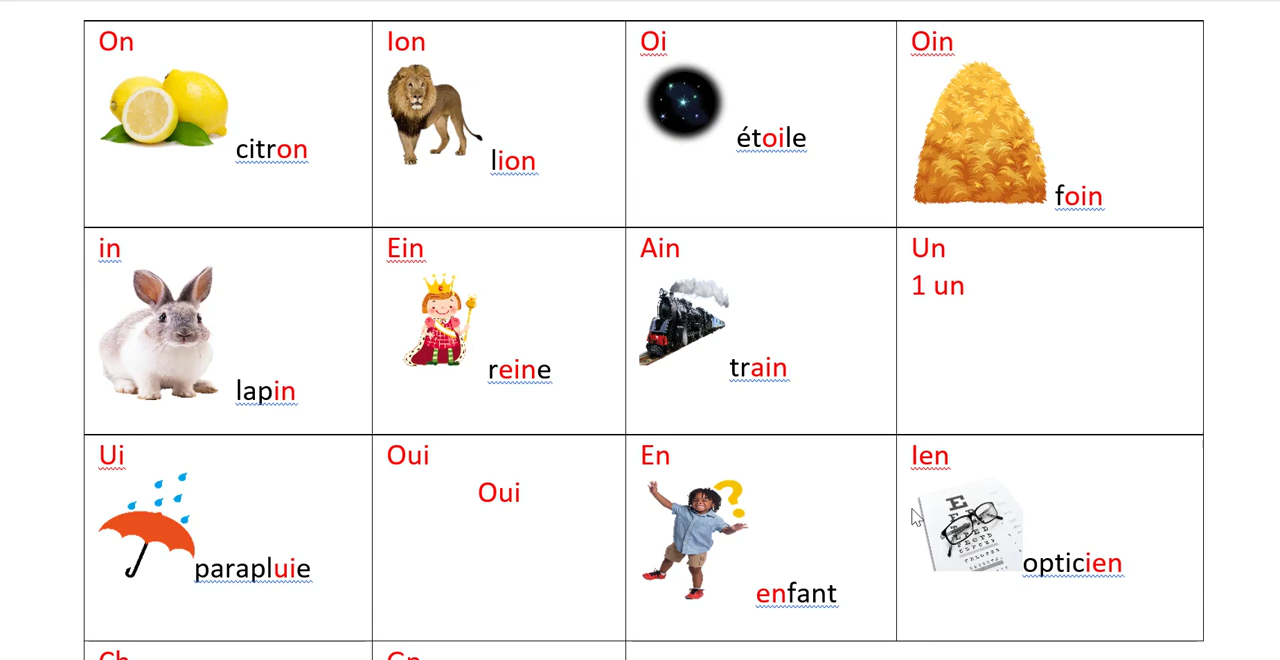 On
citron
Ion
lion
Oi
étoile
Oin
foin
in
lapin
Ein
reine
Ain
train
Un
1 un
Ui
parapluie
Oui
Oui
En
enfant
Ien
opticien